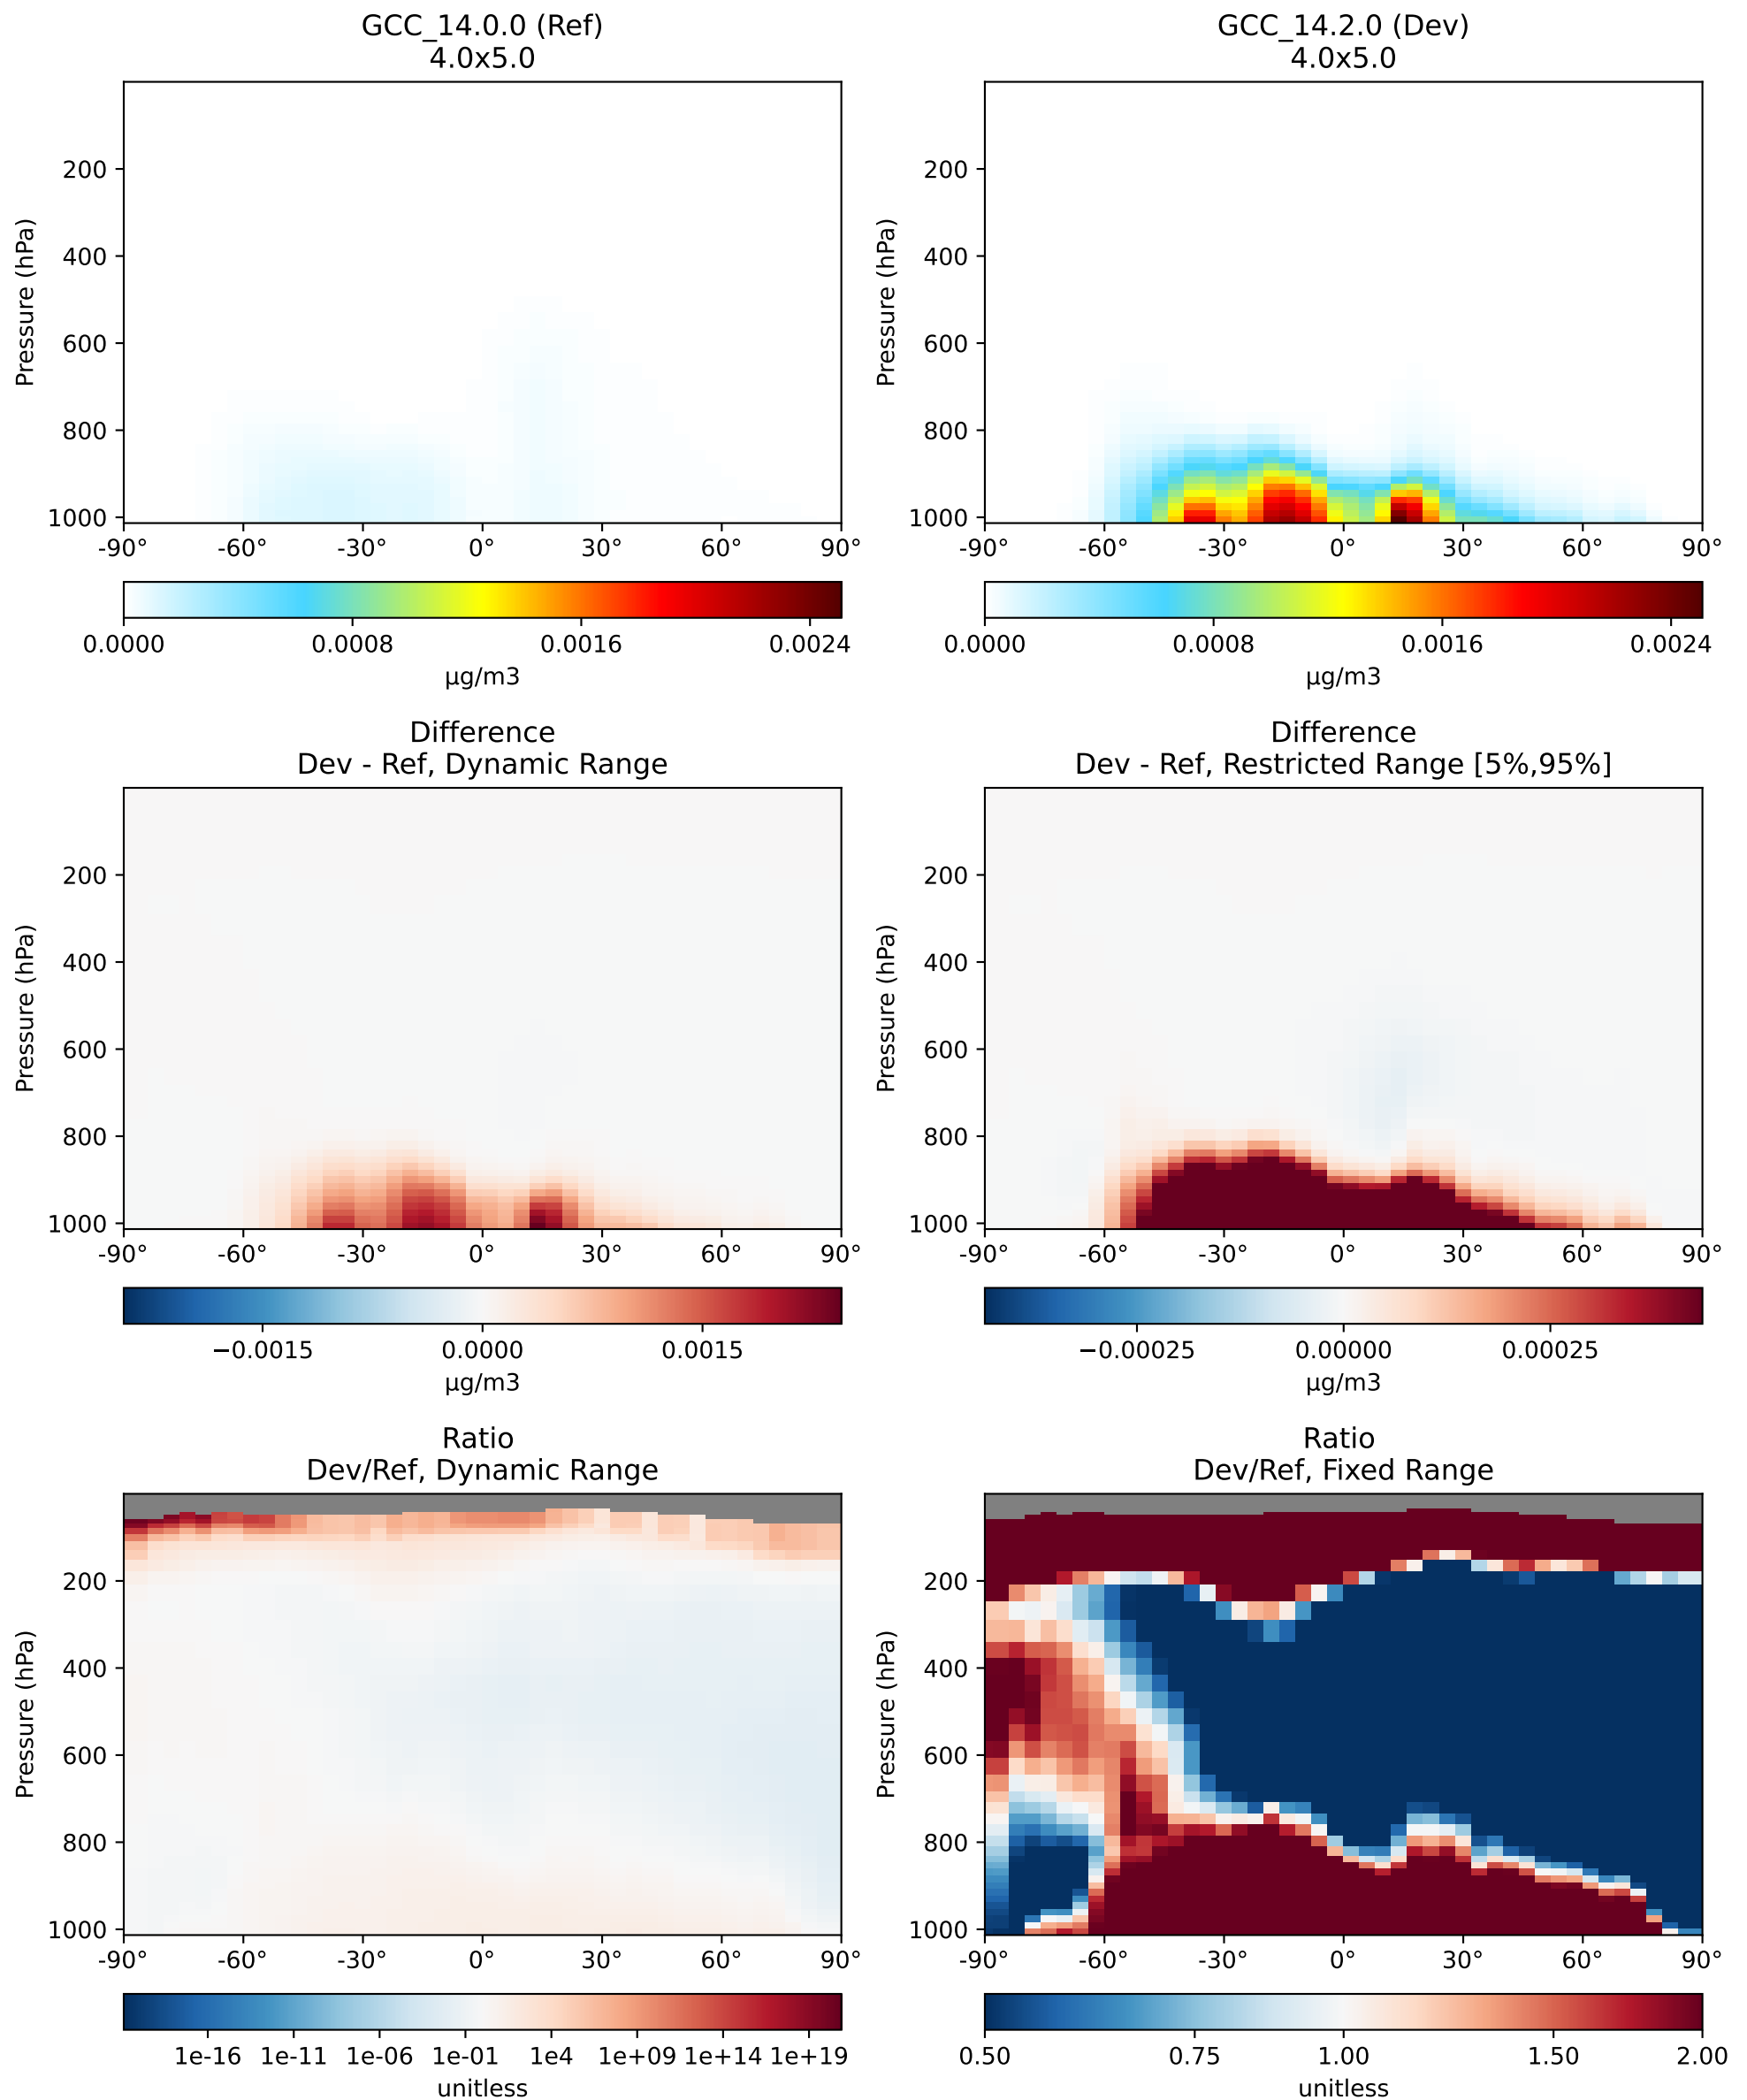 GCC_14.0.0 (Ref)
4.0x5.0
GCC_14.2.0 (Dev)
4.0x5.0
Pressure (hPa)
200
400
600
800
1000
-90° -60° -30° 0° 30° 60° 90°
0.0000 0.0008 0.0016 0.0024
µg/m3
Pressure (hPa)
200
400
600
800
1000
-90° -60° -30° 0° 30° 60° 90°
0.0000 0.0008 0.0016 0.0024
µg/m3
Difference
Dev - Ref, Dynamic Range
Pressure (hPa)
200
400
600
800
1000
-90° -60° -30° 0° 30° 60° 90°
−0.0015 0.0000 0.0015
µg/m3
Difference
Dev - Ref, Restricted Range [5%,95%]
Pressure (hPa)
200
400
600
800
1000
-90° -60° -30° 0° 30° 60° 90°
−0.00025 0.00000 0.00025
µg/m3
Ratio
Dev/Ref, Dynamic Range
Pressure (hPa)
200
400
600
800
1000
-90° -60° -30° 0° 30° 60° 90°
1e-16 1e-11 1e-06 1e-01 1e4 1e+09 1e+14 1e+19
unitless
Ratio
Dev/Ref, Fixed Range
Pressure (hPa)
200
400
600
800
1000
-90° -60° -30° 0° 30° 60° 90°
0.50 0.75 1.00 1.50 2.00
unitless